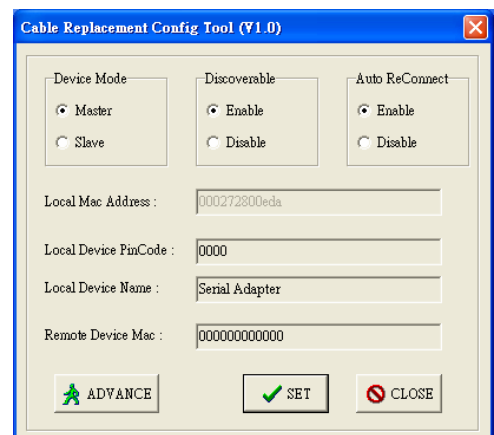 Cable Replacement Config Tool (V1.0)
Device Mode
Master
Slave
Discoverable
Enable
Disable
Auto ReConnect
Enable
Disable
Local Mac Address : 000272800eda
Local Device PinCode : 0000
Local Device Name : Serial Adapter
Remote Device Mac : 000000000000
ADVANCE SET CLOSE